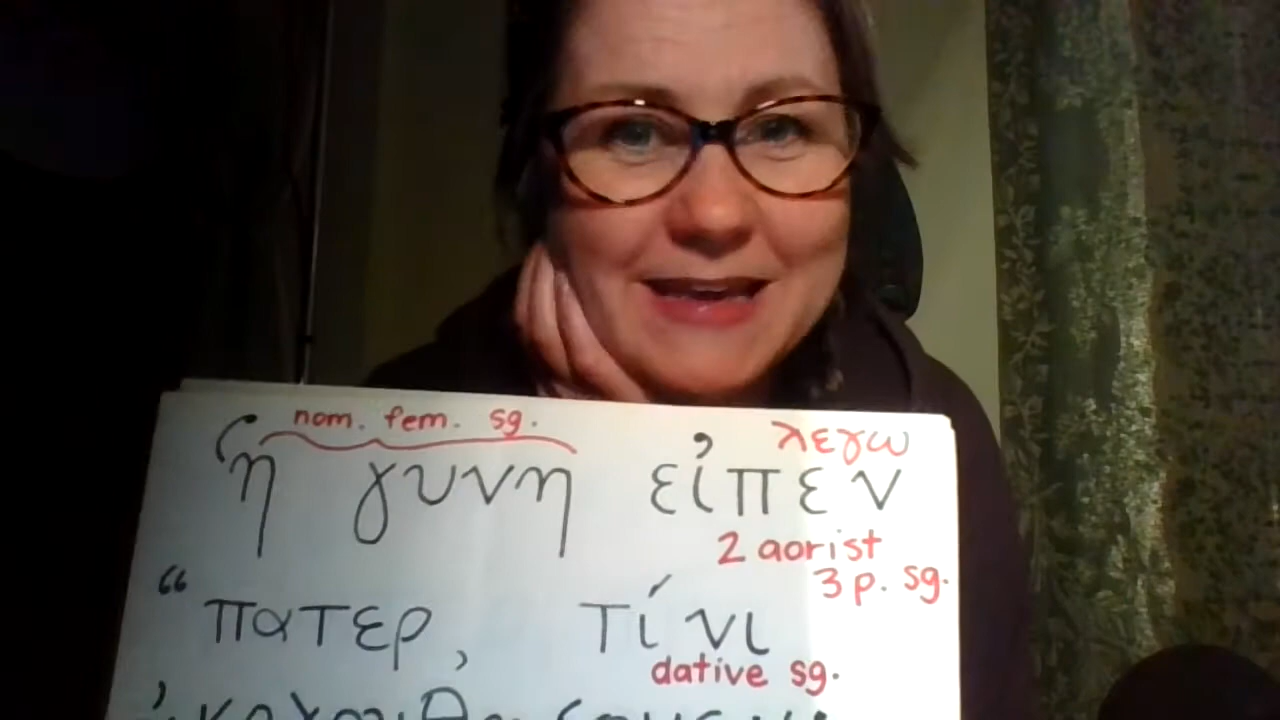 nom. fem. sg. λεγω
ἡ γυνη εἰπεν
2 aorist
3 p. sg.
“πατερ, τίνι
dative sg.